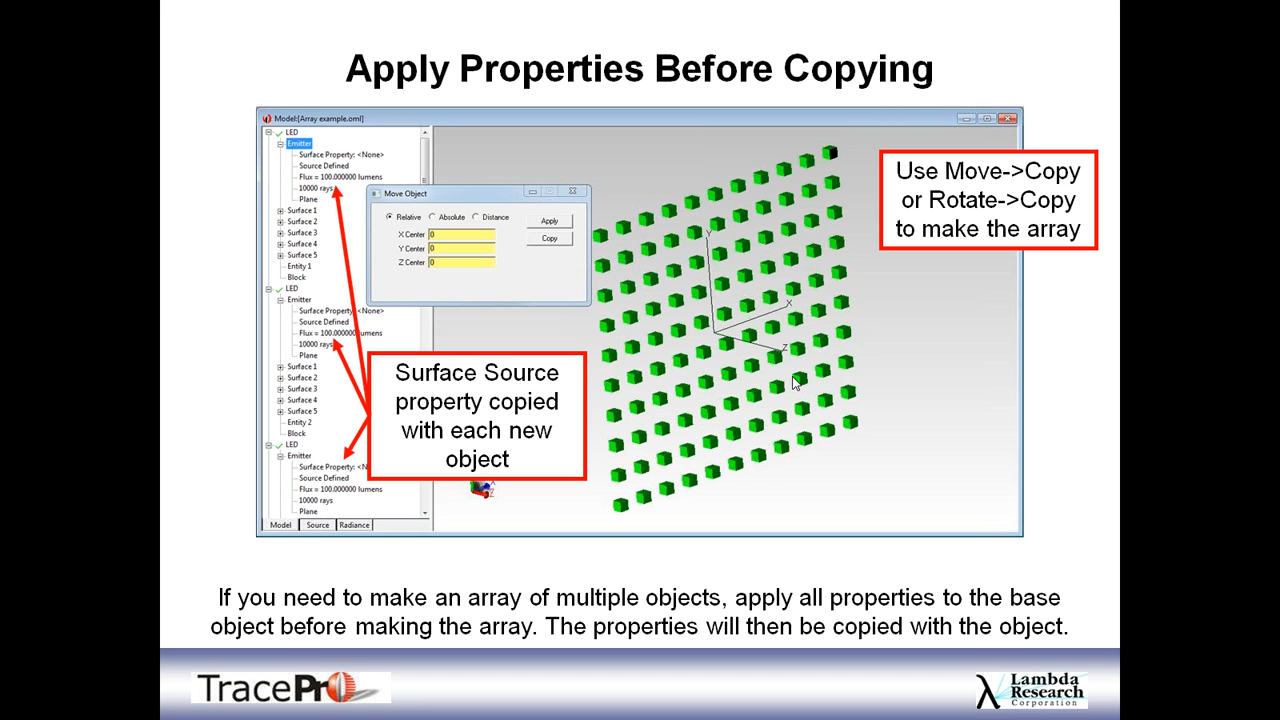 Apply Properties Before Copying
Model:[Array example.oml]
LED
Emitter
Surface Property: <None>
Source Defined
Flux = 100.000000 lumens
10000 rays
Plane
Surface 1
Surface 2
Surface 3
Surface 4
Surface 5
Entity 1
Block
LED
Emitter
Surface Property: <None>
Source Defined
Flux = 100.000000 lumens
10000 rays
Plane
Surface 1
Surface 2
Surface 3
Surface 4
Surface 5
Entity 2
Block
LED
Emitter
Surface Property: <N
Source Defined
Flux = 100.000000 lumens
10000 rays
Plane
Model Source Radiance
Move Object
Relative Absolute Distance
X Center 0
Y Center 0
Z Center 0
Apply
Copy
Use Move->Copy
or Rotate->Copy
to make the array
Y
X
Z
Surface Source
property copied
with each new
object
X
Z
If you need to make an array of multiple objects, apply all properties to the base
object before making the array. The properties will then be copied with the object.
TracePro
Lambda
Research
Corporation